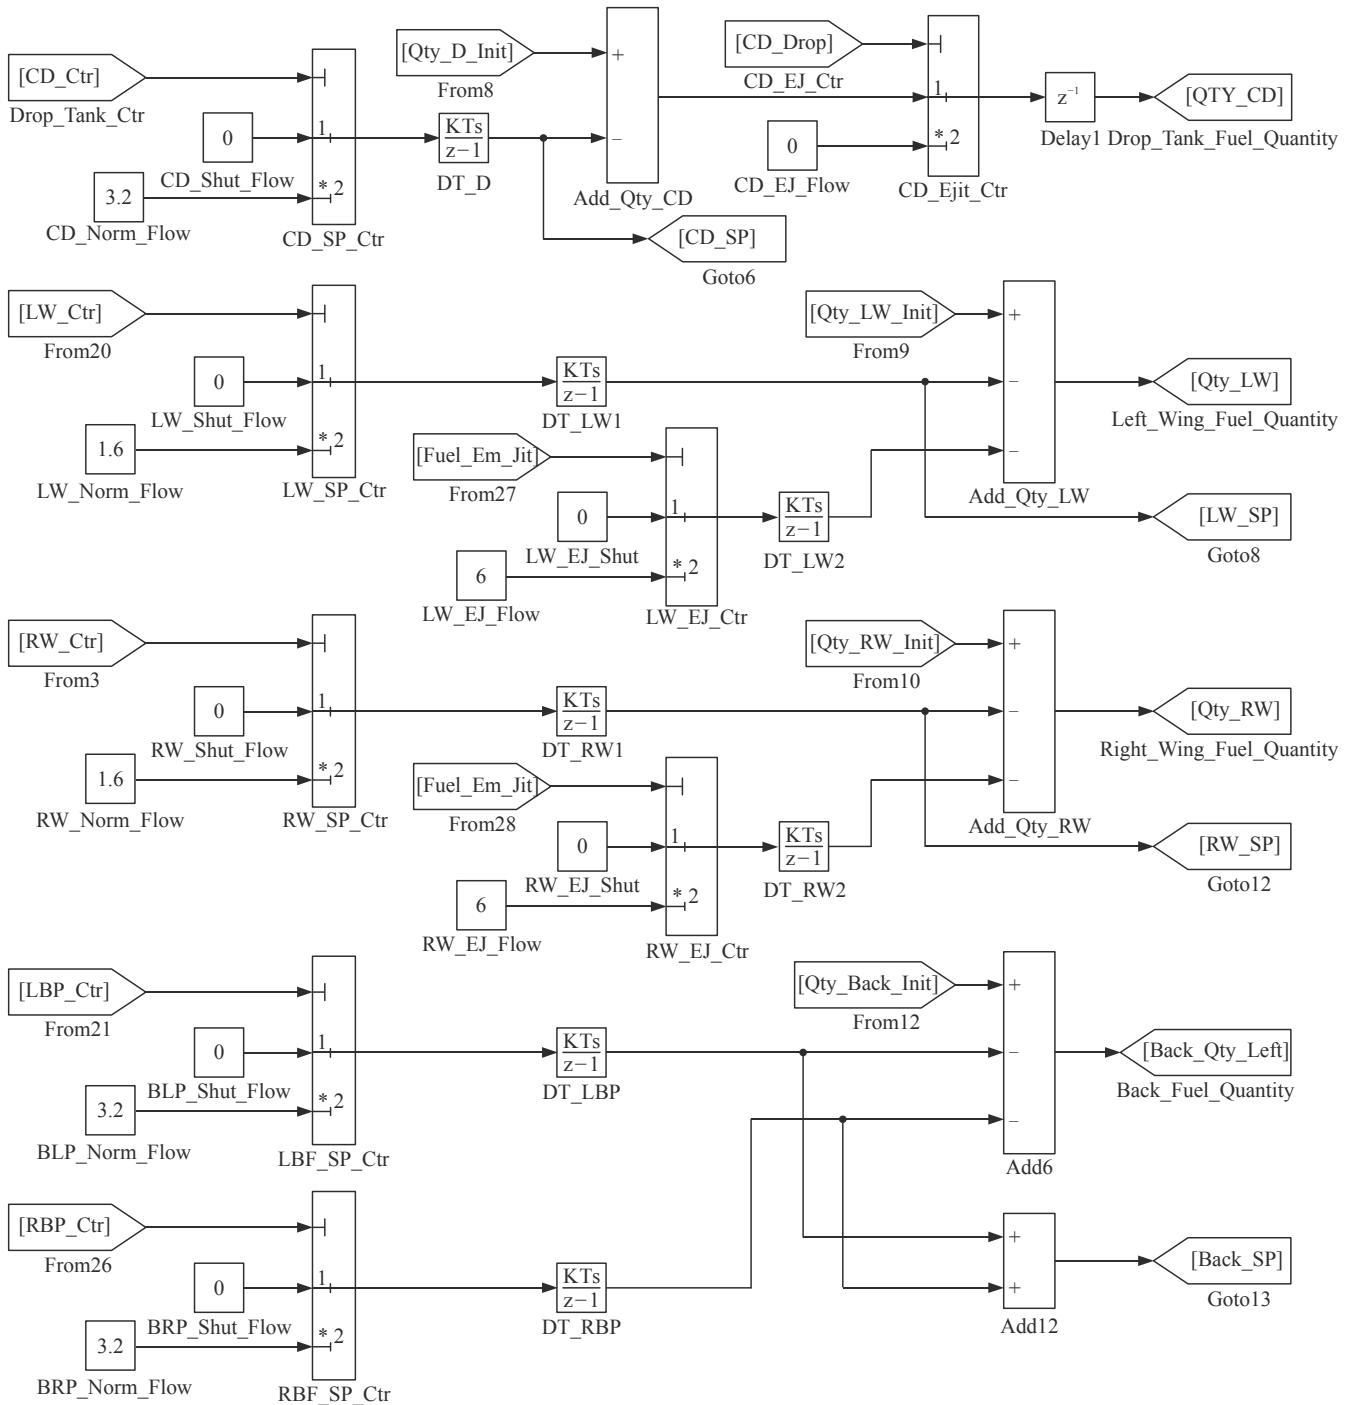 [CD_Ctr]
Drop_Tank_Ctr
0
CD_Shut_Flow
3.2
CD_Norm_Flow
1
* 2
CD_SP_Ctr
KTs
z−1
DT_D
[Qty_D_Init]
From8
+
−
Add_Qty_CD
[CD_SP]
Goto6
[CD_Drop]
CD_EJ_Ctr
0
CD_EJ_Flow
1
* 2
CD_Ejit_Ctr
z⁻¹
Delay1
[QTY_CD]
Drop_Tank_Fuel_Quantity
[LW_Ctr]
From20
0
LW_Shut_Flow
1.6
LW_Norm_Flow
1
* 2
LW_SP_Ctr
KTs
z−1
DT_LW1
[Fuel_Em_Jit]
From27
0
LW_EJ_Shut
6
LW_EJ_Flow
1
* 2
LW_EJ_Ctr
KTs
z−1
DT_LW2
[Qty_LW_Init]
From9
+
−
−
Add_Qty_LW
[Qty_LW]
Left_Wing_Fuel_Quantity
[LW_SP]
Goto8
[RW_Ctr]
From3
0
RW_Shut_Flow
1.6
RW_Norm_Flow
1
* 2
RW_SP_Ctr
KTs
z−1
DT_RW1
[Fuel_Em_Jit]
From28
0
RW_EJ_Shut
6
RW_EJ_Flow
1
* 2
RW_EJ_Ctr
KTs
z−1
DT_RW2
[Qty_RW_Init]
From10
+
−
−
Add_Qty_RW
[Qty_RW]
Right_Wing_Fuel_Quantity
[RW_SP]
Goto12
[LBP_Ctr]
From21
0
BLP_Shut_Flow
3.2
BLP_Norm_Flow
1
* 2
LBF_SP_Ctr
KTs
z−1
DT_LBP
[Qty_Back_Init]
From12
+
−
−
Add6
[Back_Qty_Left]
Back_Fuel_Quantity
[RBP_Ctr]
From26
0
BRP_Shut_Flow
3.2
BRP_Norm_Flow
1
* 2
RBF_SP_Ctr
KTs
z−1
DT_RBP
+
+
Add12
[Back_SP]
Goto13